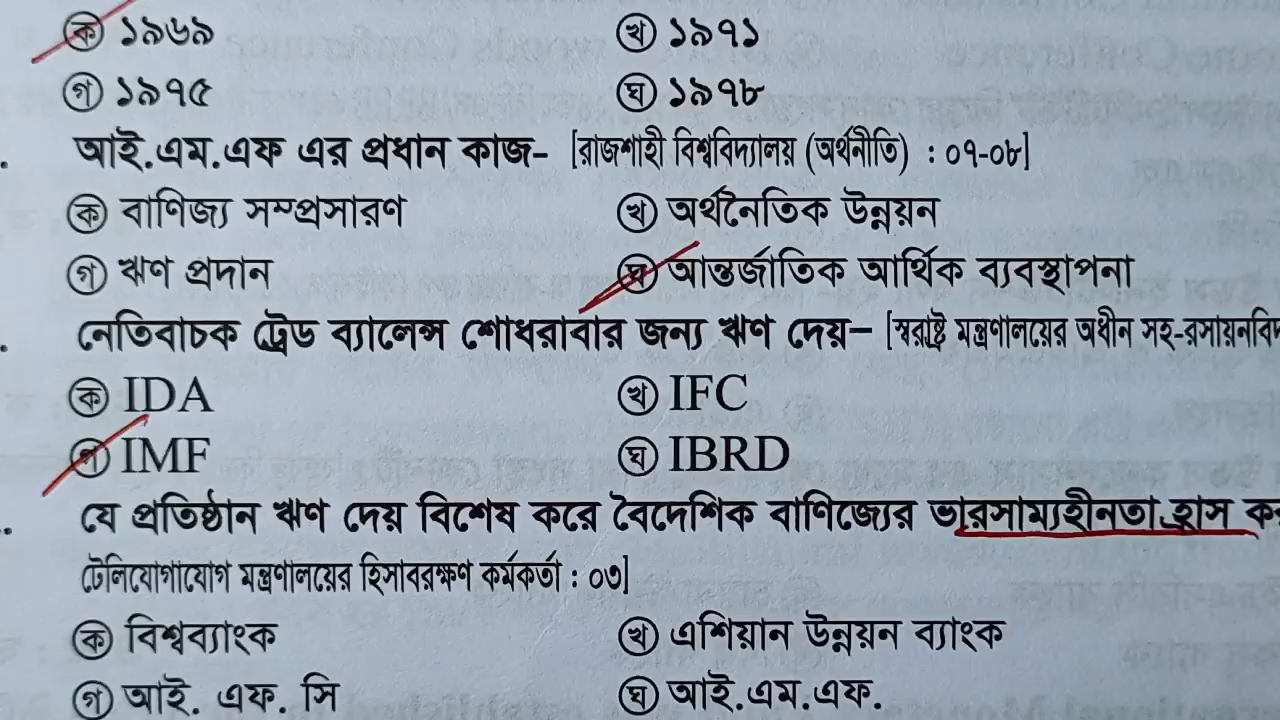 ক ১৯৬৯ খ ১৯৭১
গ ১৯৭৫ ঘ ১৯৭৮
. আই.এম.এফ এর প্রধান কাজ- [রাজশাহী বিশ্ববিদ্যালয় (অর্থনীতি) : ০৭-০৮]
ক বাণিজ্য সম্প্রসারণ খ অর্থনৈতিক উন্নয়ন
গ ঋণ প্রদান ঘ আন্তর্জাতিক আর্থিক ব্যবস্থাপনা
. নেতিবাচক ট্রেড ব্যালেন্স শোধরাবার জন্য ঋণ দেয়– [স্বরাষ্ট্র মন্ত্রণালয়ের অধীন সহ-রসায়নবিদ
ক IDA খ IFC
গ IMF ঘ IBRD
. যে প্রতিষ্ঠান ঋণ দেয় বিশেষ করে বৈদেশিক বাণিজ্যের ভারসাম্যহীনতা হ্রাস
টেলিযোগাযোগ মন্ত্রণালয়ের হিসাবরক্ষণ কর্মকর্তা : ০৩]
ক বিশ্বব্যাংক খ এশিয়ান উন্নয়ন ব্যাংক
গ আই. এফ. সি ঘ আই.এম.এফ.